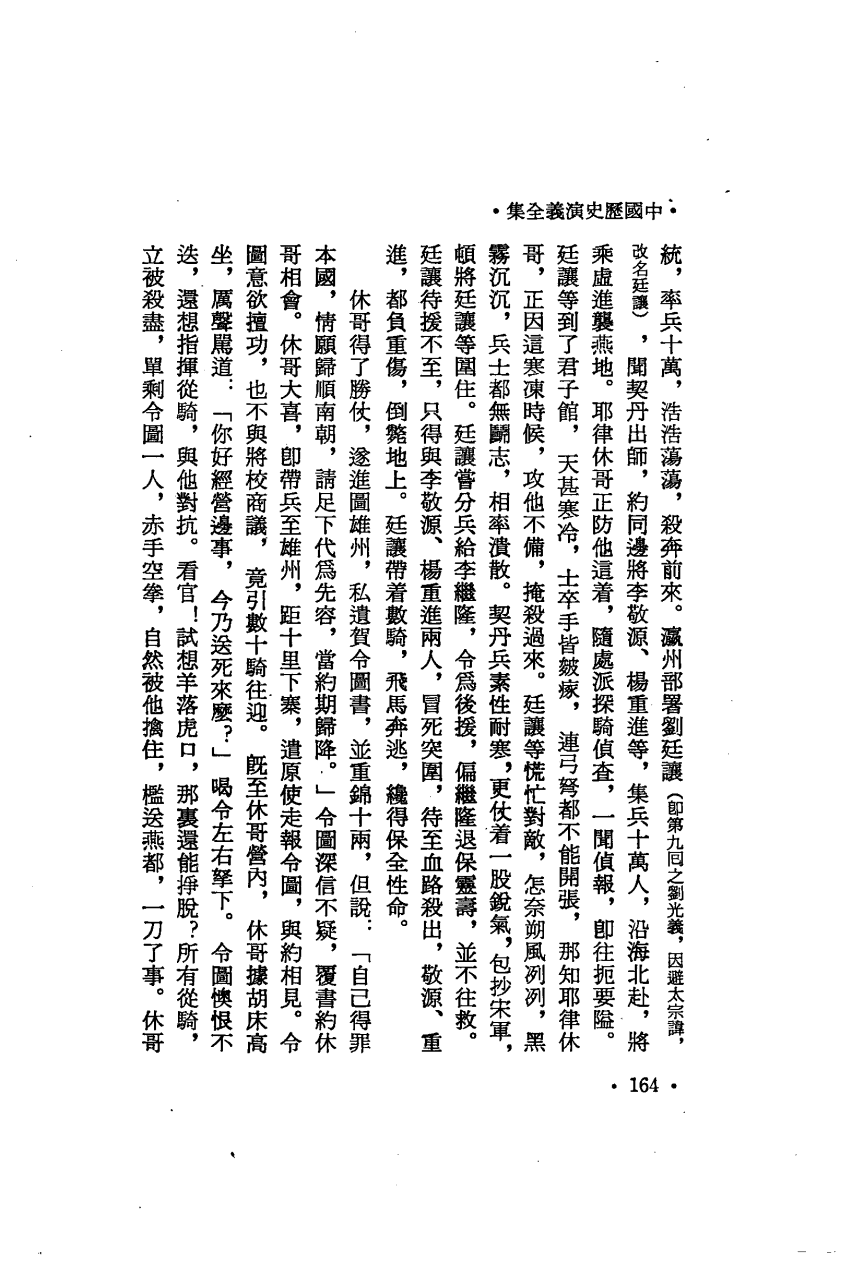 •中國歷史演義全集•
統，率兵十萬，浩浩蕩蕩，殺奔前來。瀛州部署劉廷讓（卽第九回之劉光義，因避太宗諱，
改名廷讓），聞契丹出師，約同邊將李敬源、楊重進等，集兵十萬人，沿海北赴，將
乘虛進襲燕地。耶律休哥正防他這着，隨處派探騎偵查，一聞偵報，卽往扼要隘。
廷讓等到了君子館，天甚寒冷，士卒手皆皴瘃，連弓弩都不能開張，那知耶律休
哥，正因這寒凍時候，攻他不備，掩殺過來。廷讓等慌忙對敵，怎奈朔風冽冽，黑
霧沉沉，兵士都無鬭志，相率潰散。契丹兵素性耐寒，更仗着一股銳氣，包抄宋軍，
頓將廷讓等圍住。廷讓嘗分兵給李繼隆，令爲後援，偏繼隆退保靈壽，並不往救。
廷讓待援不至，只得與李敬源、楊重進兩人，冒死突圍，待至血路殺出，敬源、重
進，都負重傷，倒斃地上。廷讓帶着數騎，飛馬奔逃，纔得保全性命。
休哥得了勝仗，遂進圖雄州，私遺賀令圖書，並重錦十兩，但說：「自己得罪
本國，情願歸順南朝，請足下代爲先容，當約期歸降。」令圖深信不疑，覆書約休
哥相會。休哥大喜，卽帶兵至雄州，距十里下寨，遣原使走報令圖，與約相見。令
圖意欲擅功，也不與將校商議，竟引數十騎往迎。旣至休哥營內，休哥據胡床高
坐，厲聲罵道：「你好經營邊事，今乃送死來麼？」喝令左右拏下。令圖懊恨不
迭，還想指揮從騎，與他對抗。看官！試想羊落虎口，那裏還能掙脫？所有從騎，
立被殺盡，單剩令圖一人，赤手空拳，自然被他擒住，檻送燕都，一刀了事。休哥
•164•